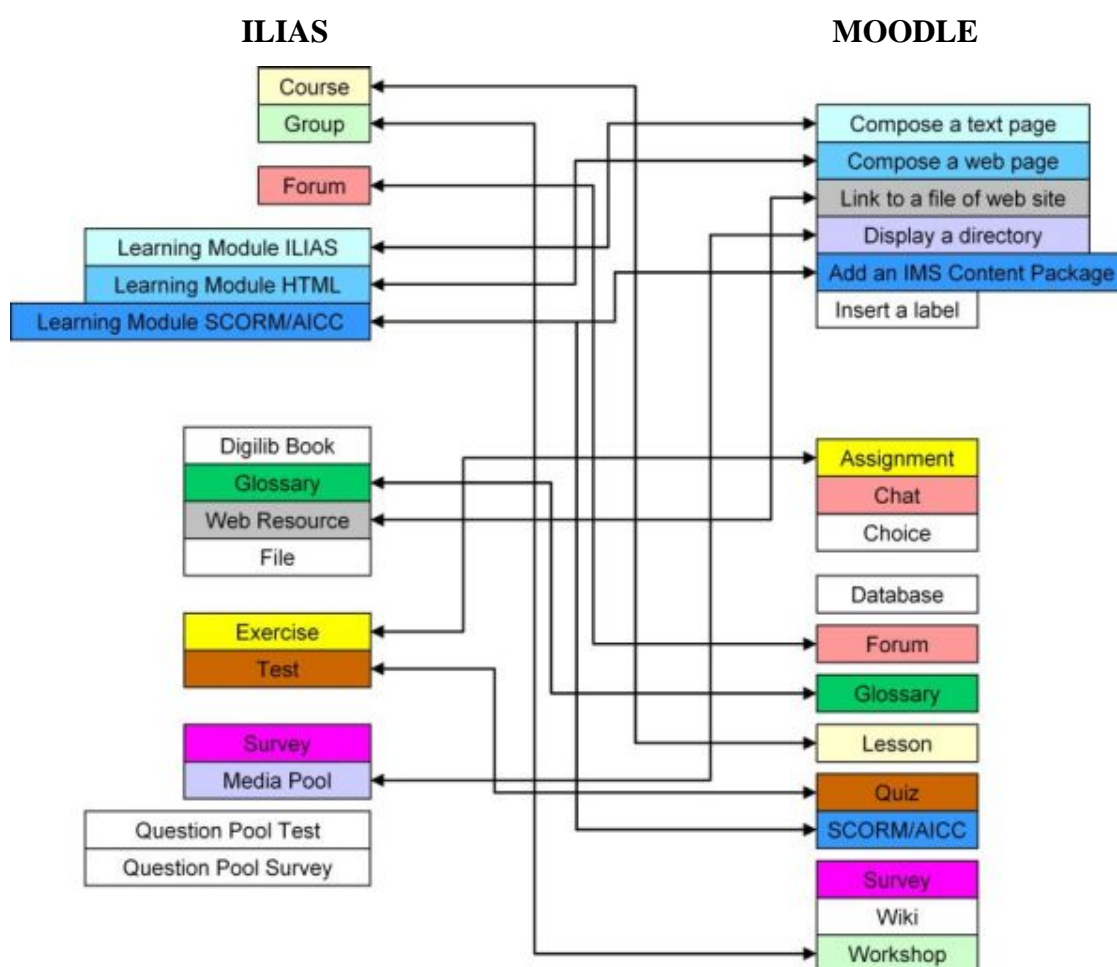 ILIAS
Course
Group
Forum
Learning Module ILIAS
Learning Module HTML
Learning Module SCORM/AICC
Digilib Book
Glossary
Web Resource
File
Exercise
Test
Survey
Media Pool
Question Pool Test
Question Pool Survey
MOODLE
Compose a text page
Compose a web page
Link to a file of web site
Display a directory
Add an IMS Content Package
Insert a label
Assignment
Chat
Choice
Database
Forum
Glossary
Lesson
Quiz
SCORM/AICC
Survey
Wiki
Workshop